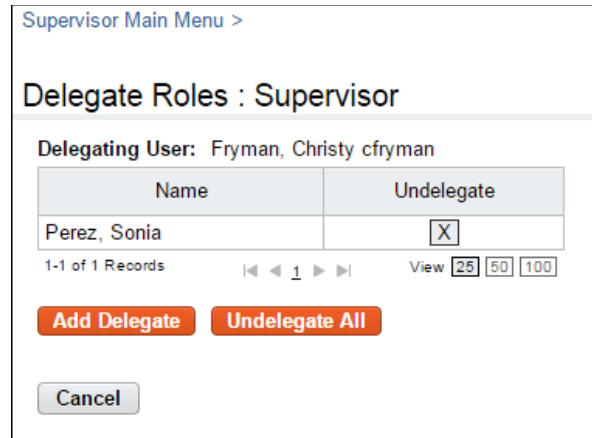 Supervisor Main Menu >
Delegate Roles : Supervisor
Delegating User: Fryman, Christy cfryman
Name Undelegate
Perez, Sonia X
1-1 of 1 Records 1 View 25 50 100
Add Delegate Undelegate All
Cancel